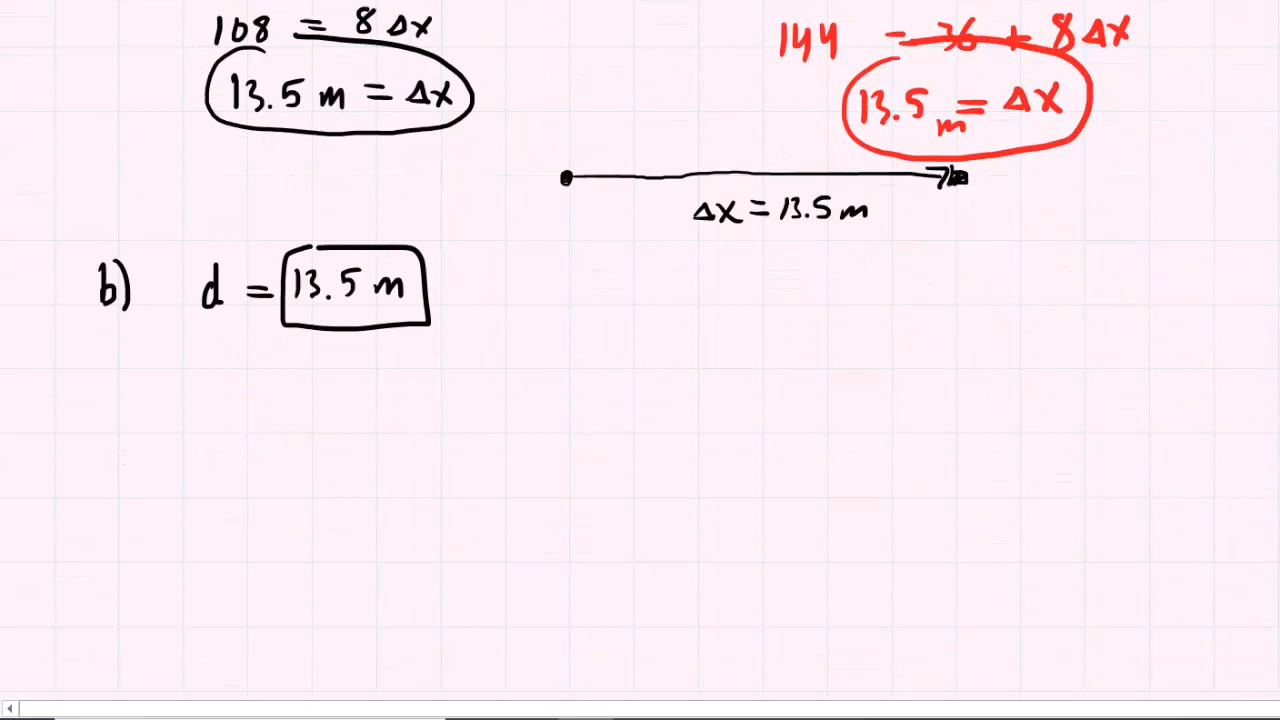 108 = 8 Δx
13.5 m = Δx
144 = 36 + 8 Δx
13.5 m = Δx
Δx = 13.5 m
b) d = 13.5 m